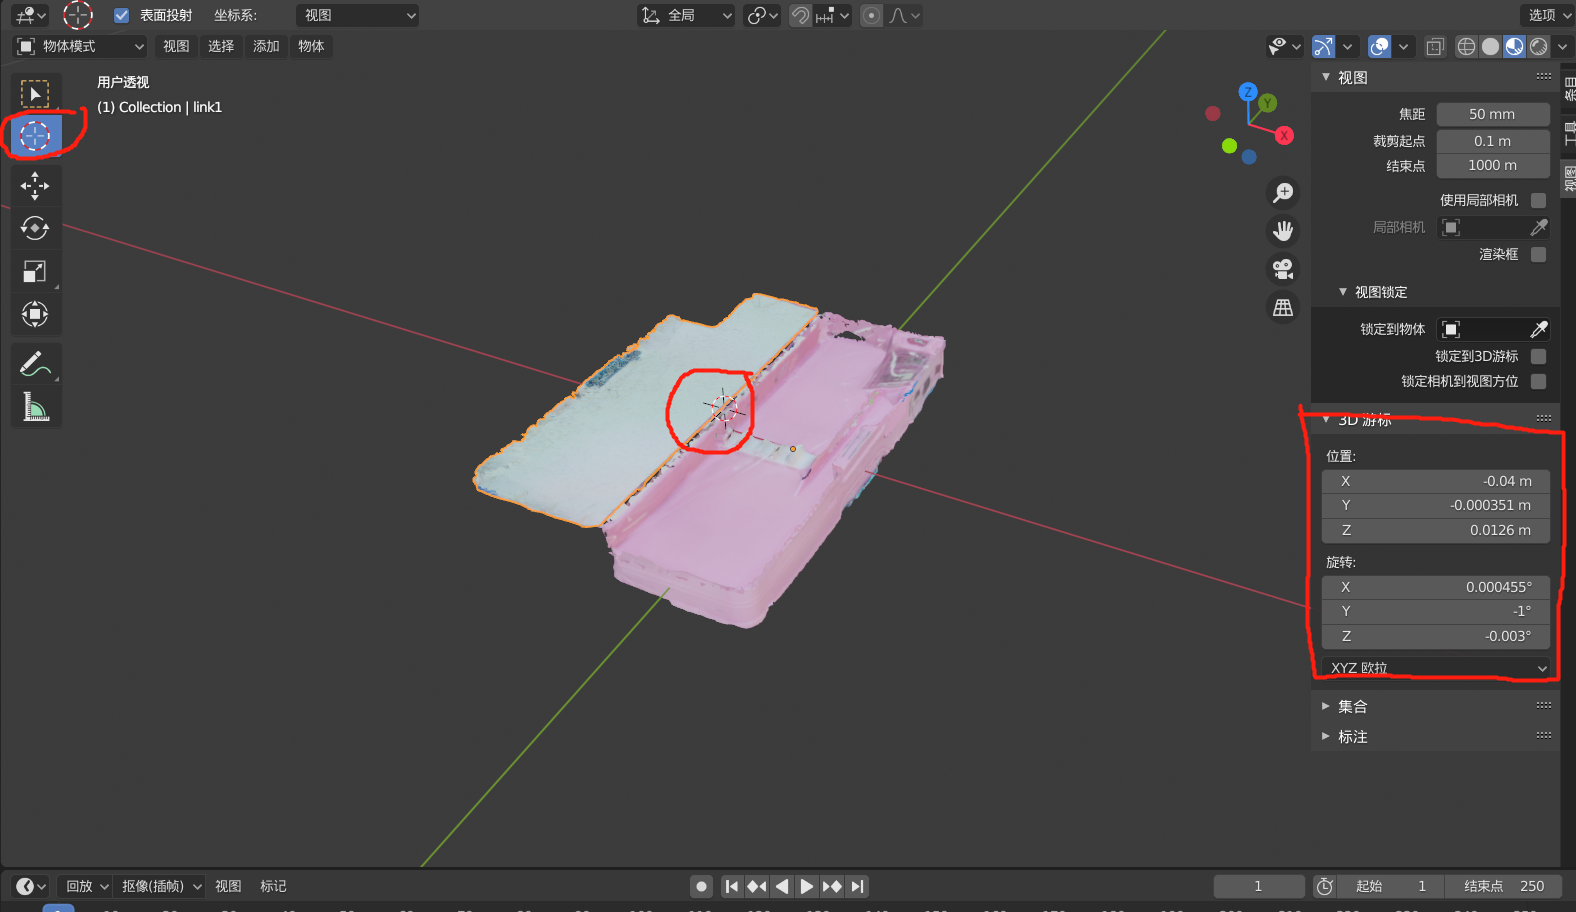 表面投射 坐标系: 视图 全局 选项
物体模式 视图 选择 添加 物体
用户透视
(1) Collection | link1
Z
Y
X
视图
焦距 50 mm
裁剪起点 0.1 m
结束点 1000 m
使用局部相机
局部相机
渲染框
视图锁定
锁定到物体
锁定到3D游标
锁定相机到视图方位
3D 游标
位置:
X -0.04 m
Y -0.000351 m
Z 0.0126 m
旋转:
X 0.000455°
Y -1°
Z -0.003°
XYZ 欧拉
集合
标注
条目
工具
视图
回放 抠像(插帧) 视图 标记 1 起始 1 结束点 250